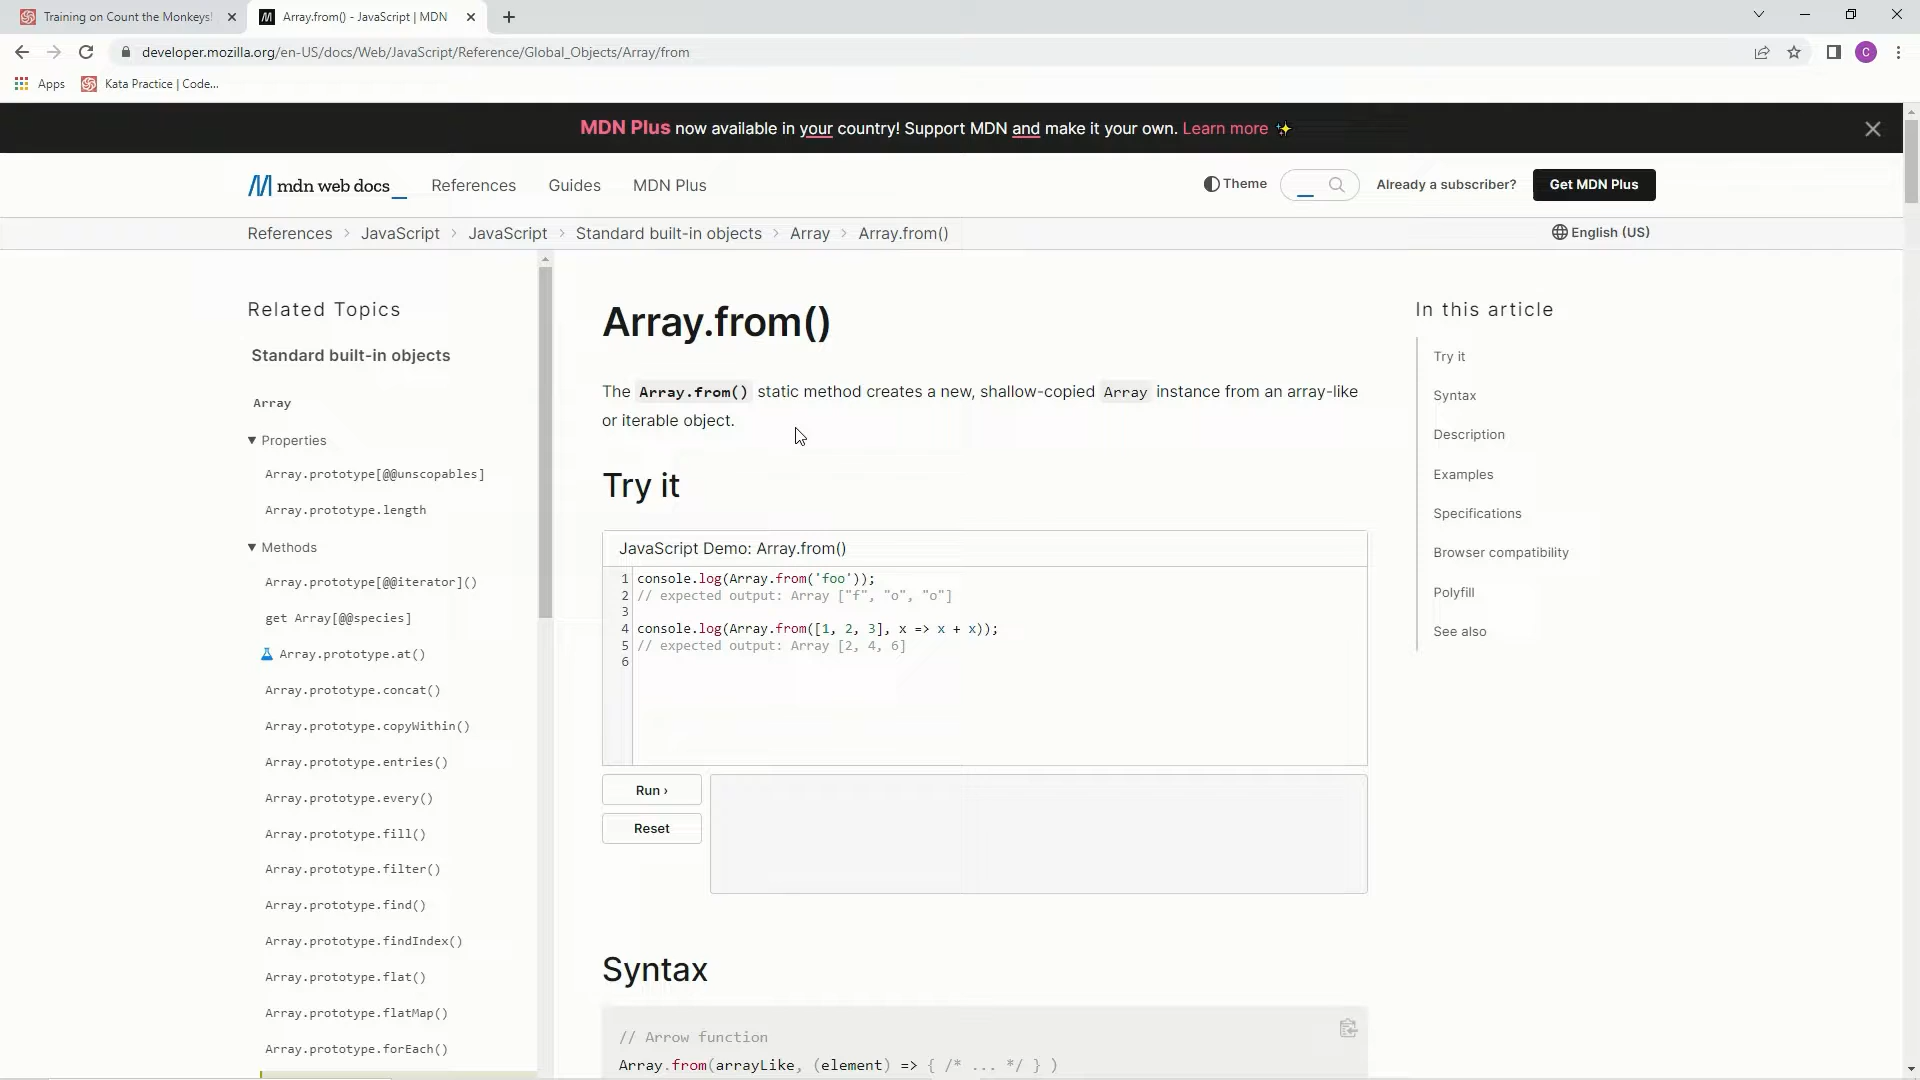 Training on Count the Monkeys!
Array.from() - JavaScript | MDN
developer.mozilla.org/en-US/docs/Web/JavaScript/Reference/Global_Objects/Array/from
C
Apps
Kata Practice | Code...
MDN Plus now available in your country! Support MDN and make it your own. Learn more ✨
mdn web docs_
References
Guides
MDN Plus
Theme
Already a subscriber?
Get MDN Plus
References > JavaScript > JavaScript > Standard built-in objects > Array > Array.from()
English (US)
Related Topics
Standard built-in objects
Array
▼ Properties
Array.prototype[@@unscopables]
Array.prototype.length
▼ Methods
Array.prototype[@@iterator]()
get Array[@@species]
Array.prototype.at()
Array.prototype.concat()
Array.prototype.copyWithin()
Array.prototype.entries()
Array.prototype.every()
Array.prototype.fill()
Array.prototype.filter()
Array.prototype.find()
Array.prototype.findIndex()
Array.prototype.flat()
Array.prototype.flatMap()
Array.prototype.forEach()
Array.from()
The Array.from() static method creates a new, shallow-copied Array instance from an array-like
or iterable object.
Try it
JavaScript Demo: Array.from()
1 console.log(Array.from('foo'));
2 // expected output: Array ["f", "o", "o"]
3
4 console.log(Array.from([1, 2, 3], x => x + x));
5 // expected output: Array [2, 4, 6]
6
Run ›
Reset
Syntax
// Arrow function
Array.from(arrayLike, (element) => { /* ... */ } )
In this article
Try it
Syntax
Description
Examples
Specifications
Browser compatibility
Polyfill
See also